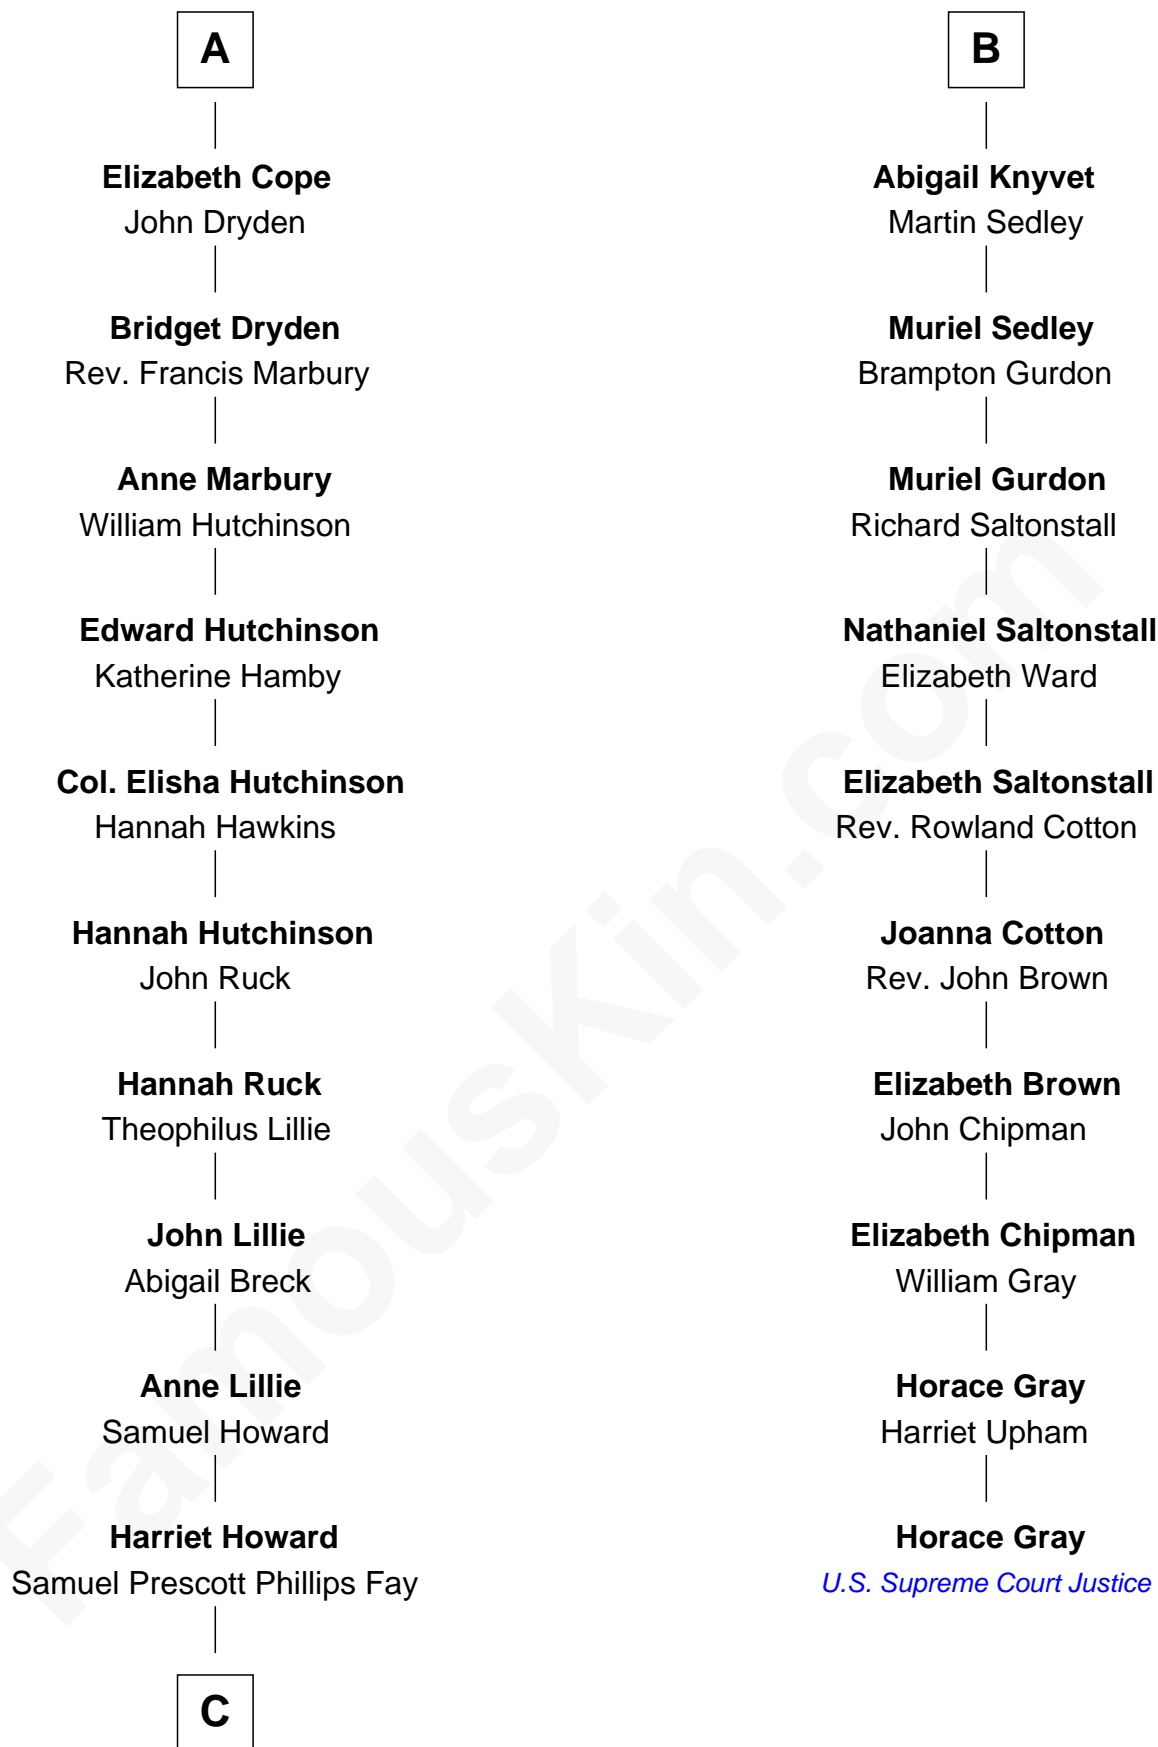 A
Elizabeth Cope
John Dryden
Bridget Dryden
Rev. Francis Marbury
Anne Marbury
William Hutchinson
Edward Hutchinson
Katherine Hamby
Col. Elisha Hutchinson
Hannah Hawkins
Hannah Hutchinson
John Ruck
Hannah Ruck
Theophilus Lillie
John Lillie
Abigail Breck
Anne Lillie
Samuel Howard
Harriet Howard
Samuel Prescott Phillips Fay
C
B
Abigail Knyvet
Martin Sedley
Muriel Sedley
Brampton Gurdon
Muriel Gurdon
Richard Saltonstall
Nathaniel Saltonstall
Elizabeth Ward
Elizabeth Saltonstall
Rev. Rowland Cotton
Joanna Cotton
Rev. John Brown
Elizabeth Brown
John Chipman
Elizabeth Chipman
William Gray
Horace Gray
Harriet Upham
Horace Gray
U.S. Supreme Court Justice
FamousKin.com